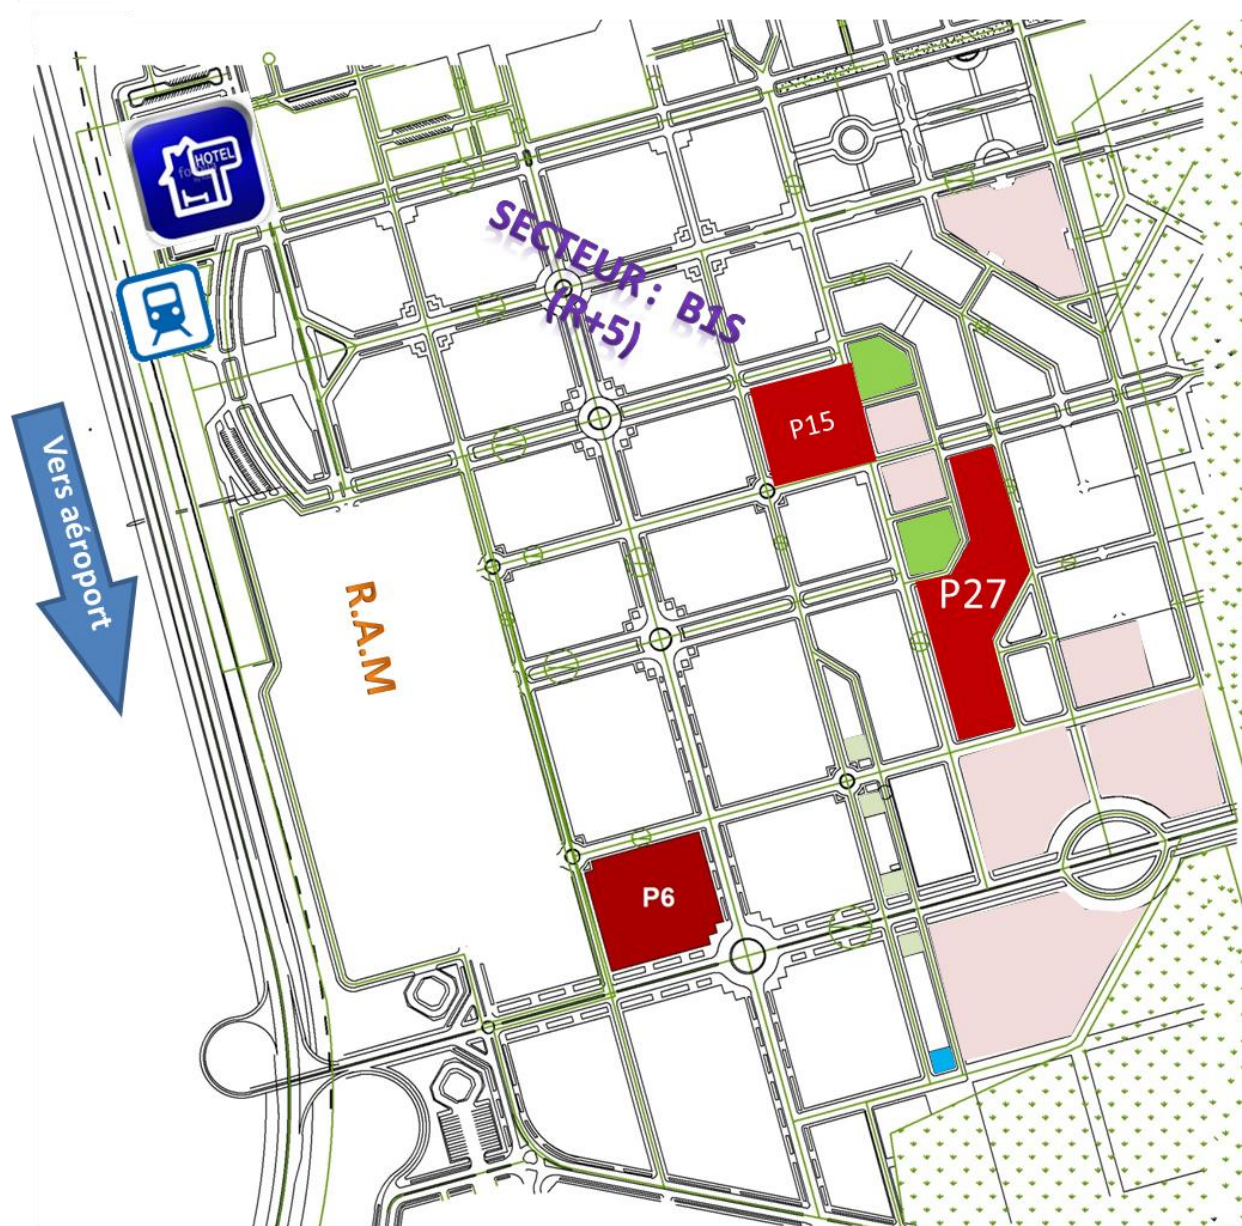 HOTEL
SECTEUR : B1S
(R+5)
P15
Vers aéroport
R.A.M
P27
P6